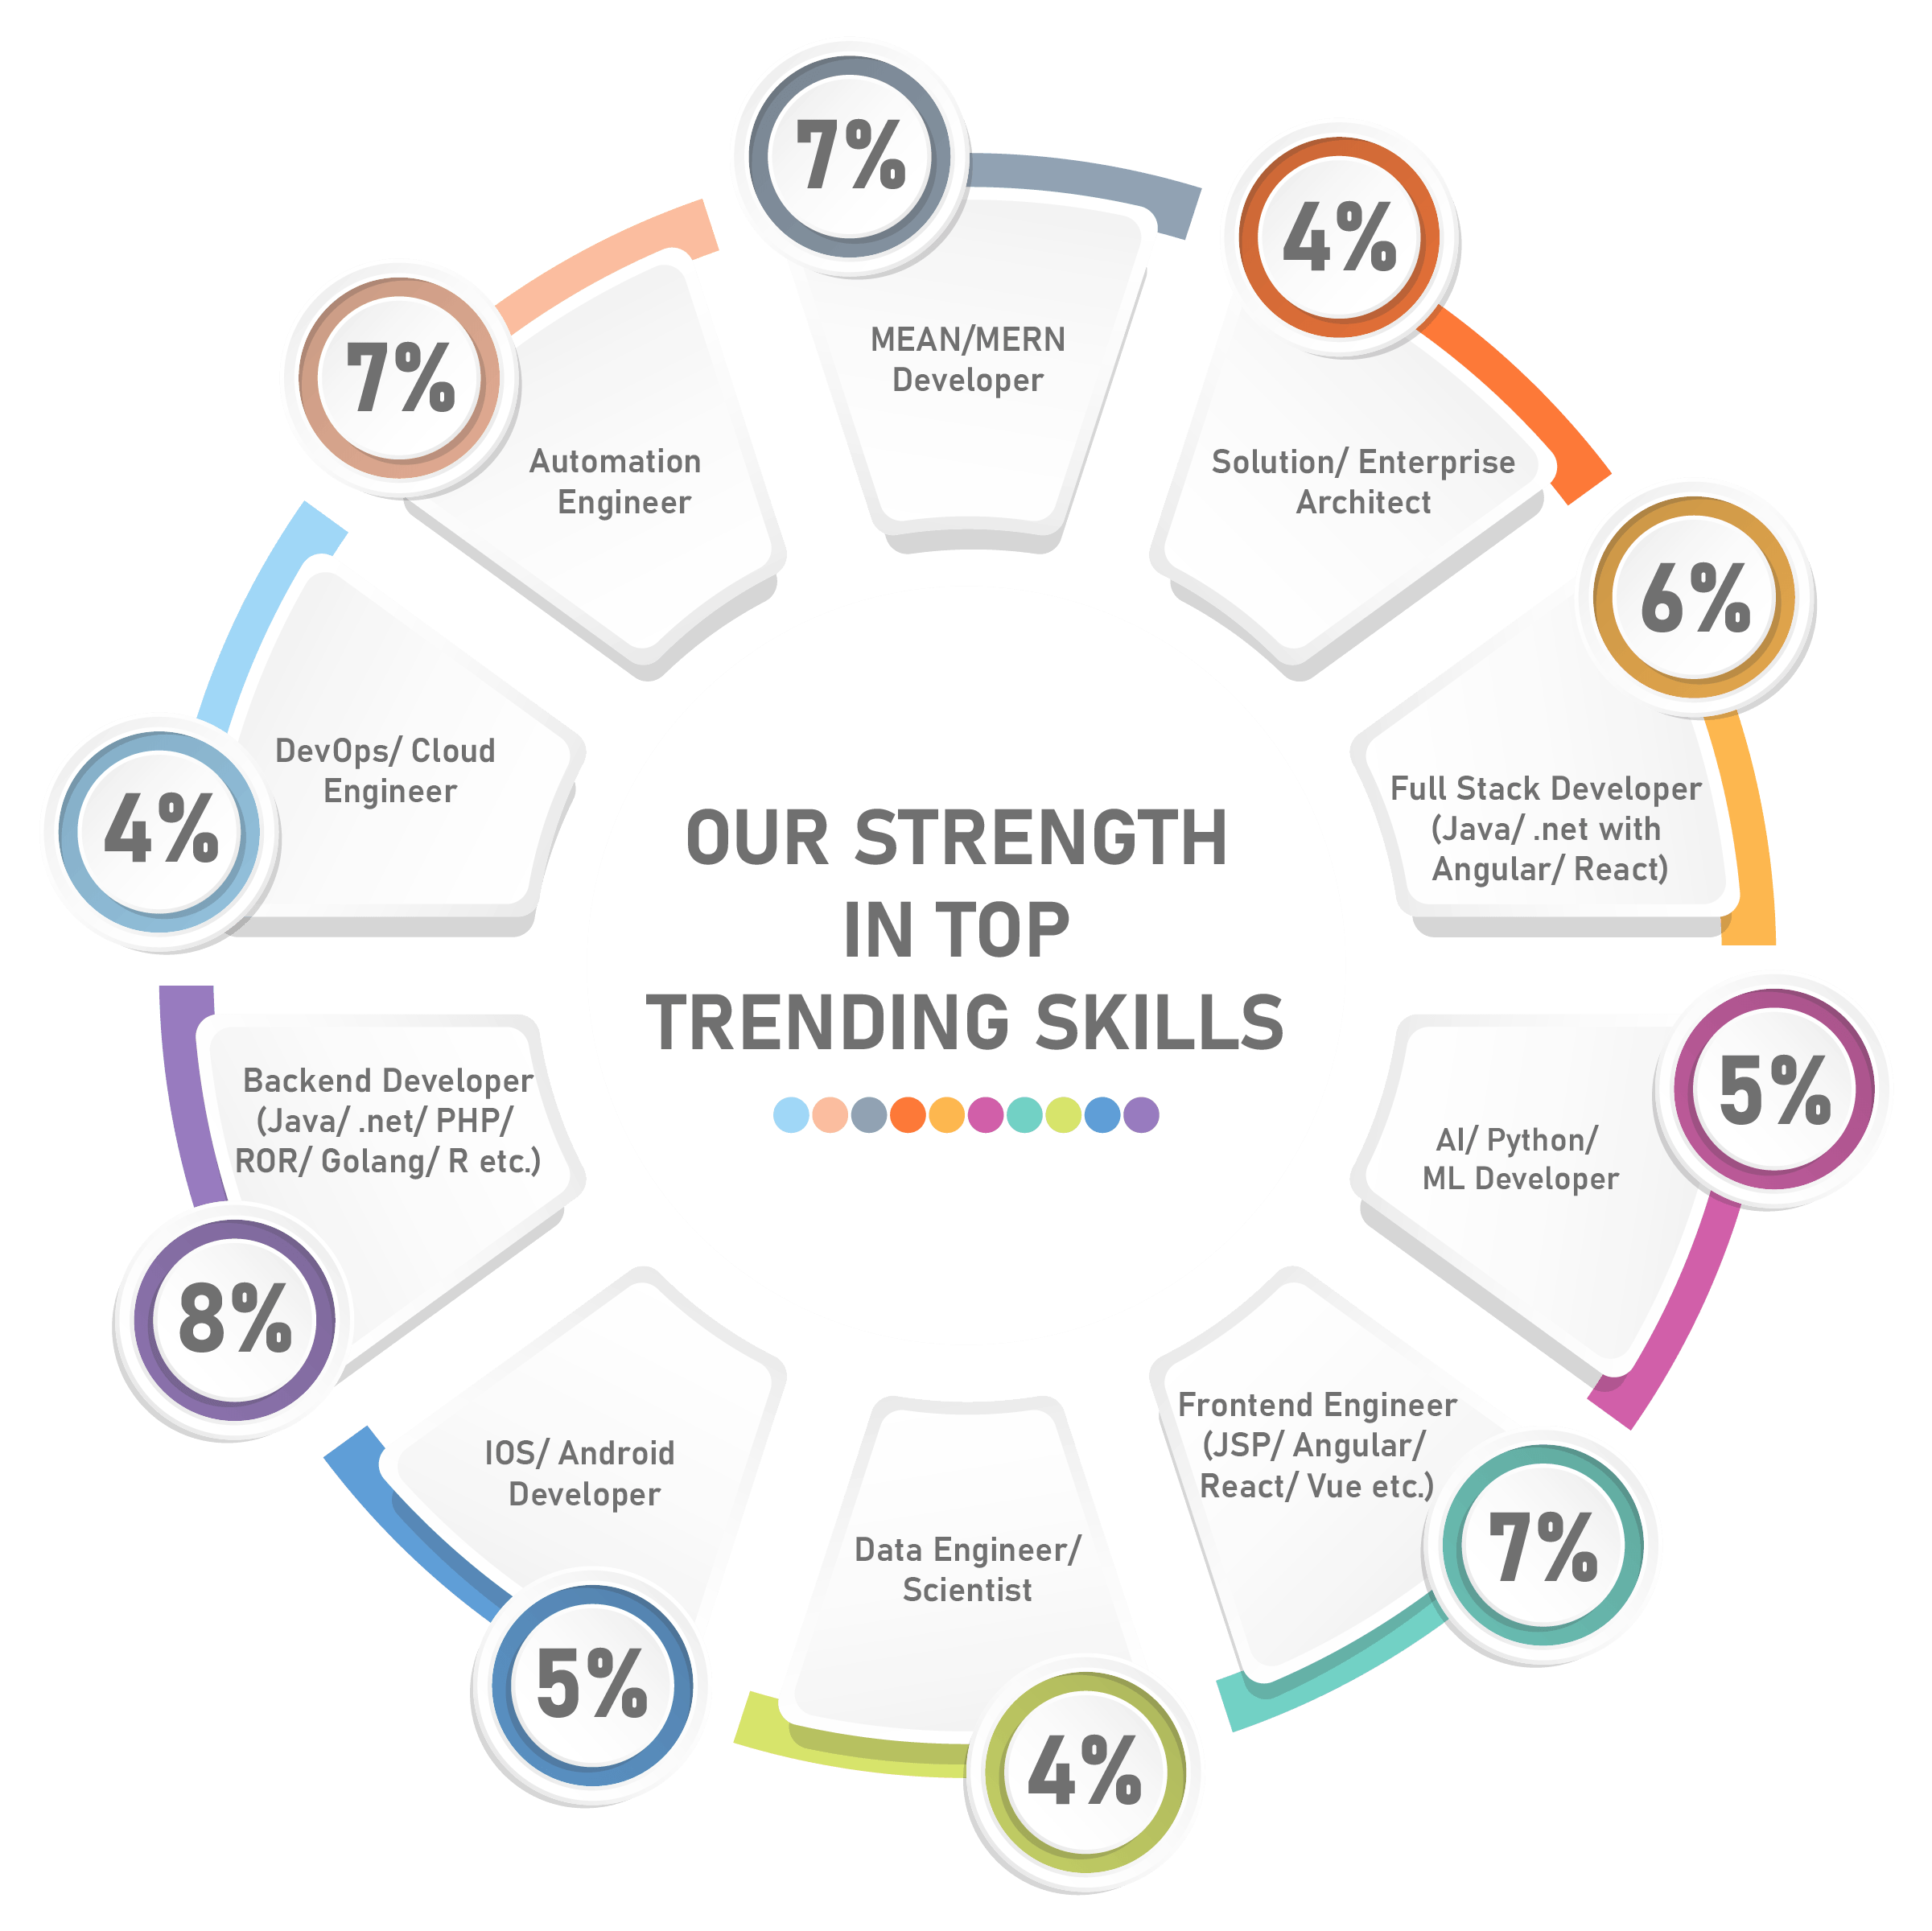 7%
MEAN/MERN
Developer
4%
Solution/ Enterprise
Architect
6%
Full Stack Developer
(Java/ .net with
Angular/ React)
5%
AI/ Python/
ML Developer
7%
Frontend Engineer
(JSP/ Angular/
React/ Vue etc.)
4%
Data Engineer/
Scientist
5%
IOS/ Android
Developer
8%
Backend Developer
(Java/ .net/ PHP/
ROR/ Golang/ R etc.)
4%
DevOps/ Cloud
Engineer
7%
Automation
Engineer
OUR STRENGTH
IN TOP
TRENDING SKILLS